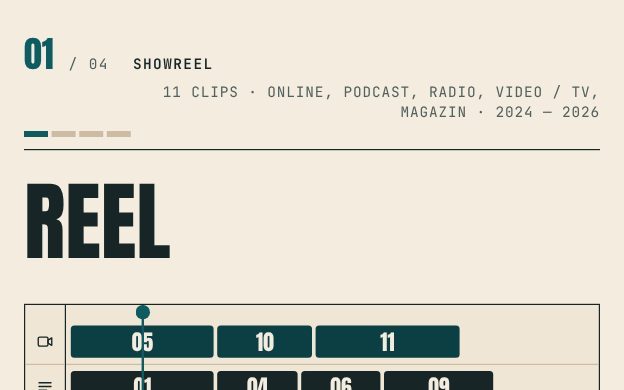 01 / 04 SHOWREEL
11 CLIPS · ONLINE, PODCAST, RADIO, VIDEO / TV,
MAGAZIN · 2024 — 2026
REEL
05 10 11
01 04 06 09